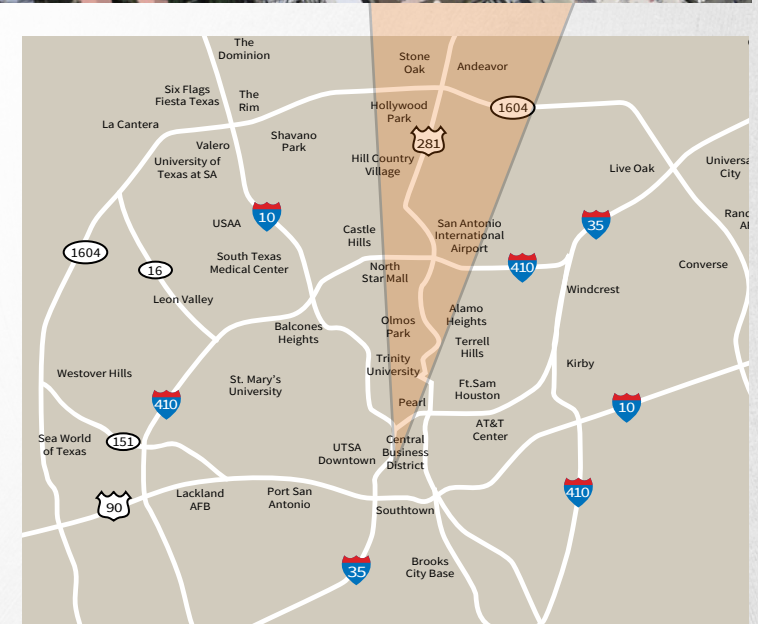 The
Dominion
Stone
Oak
Andeavor
Six Flags
Fiesta Texas
The
Rim
Hollywood
Park
1604
La Cantera
Shavano
Park
281
Valero
University of
Texas at SA
Hill Country
Village
Live Oak
Universa
City
USAA
10
Castle
Hills
San Antonio
International
Airport
35
1604
16
South Texas
Medical Center
North
Star Mall
410
Converse
Leon Valley
Windcrest
Balcones
Heights
Olmos
Park
Alamo
Heights
Terrell
Hills
Trinity
University
Kirby
Westover Hills
St. Mary's
University
Ft.Sam
Houston
410
Pearl
10
Sea World
of Texas
151
AT&T
Center
UTSA
Downtown
Central
Business
District
90
Lackland
AFB
Port San
Antonio
410
Southtown
35
Brooks
City Base